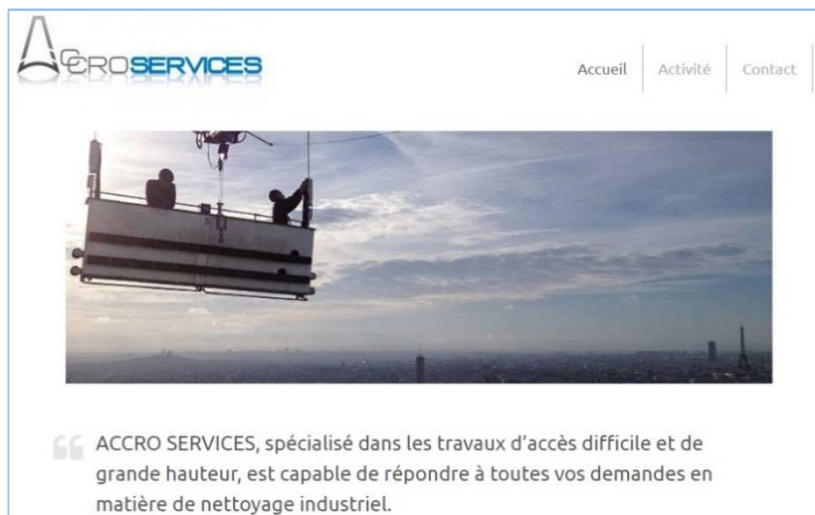 ACCROSERVICES
Accueil
Activité
Contact
ACCRO SERVICES, spécialisé dans les travaux d’accès difficile et de
grande hauteur, est capable de répondre à toutes vos demandes en
matière de nettoyage industriel.